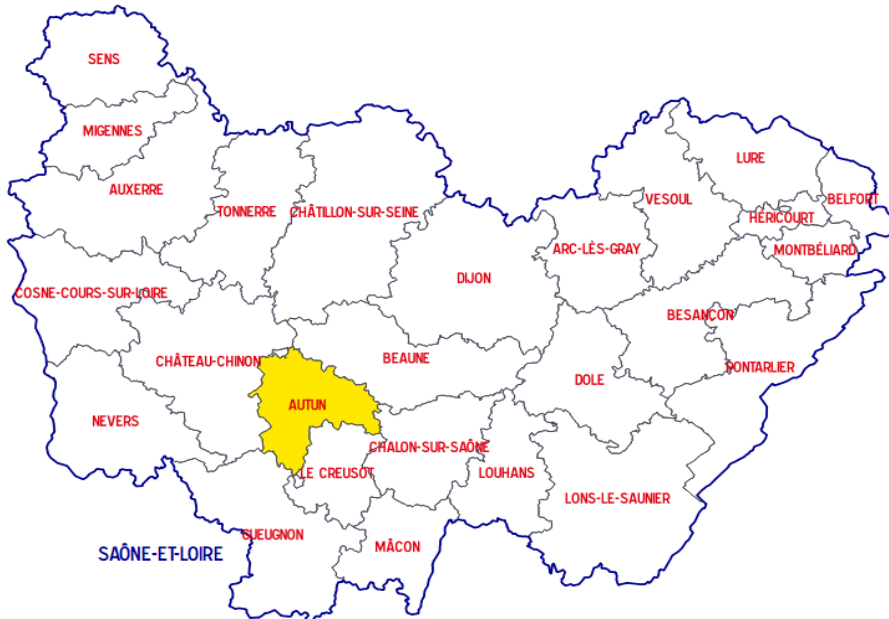 SENS
MIGENNES
AUXERRE
TONNERRE
CHÂTILLON-SUR-SEINE
LURE
VESOUL
BELFORT
HÉRICOURT
ARC-LÈS-GRAY
MONTBÉLIARD
DIJON
COSNE-COURS-SUR-LOIRE
BESANÇON
CHÂTEAU-CHINON
BEAUNE
PONTARLIER
DOLE
AUTUN
NEVERS
CHALON-SUR-SAÔNE
LE CREUSOT
LOUHANS
LONS-LE-SAUNIER
GUEUGNON
MÂCON
SAÔNE-ET-LOIRE